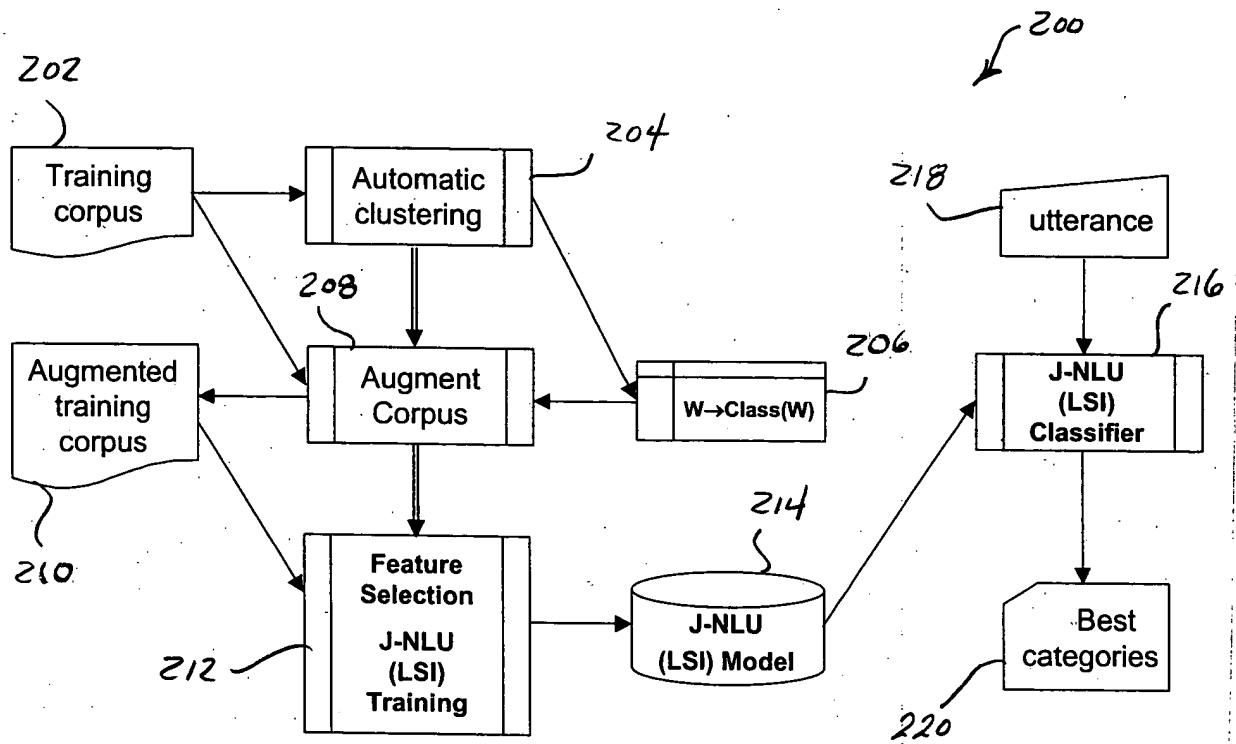 200
202
204
Training
corpus
Automatic
clustering
218
utterance
208
216
206
Augmented
training
corpus
Augment
Corpus
W→Class(W)
J-NLU
(LSI)
Classifier
214
210
Feature
Selection
J-NLU
(LSI)
Training
J-NLU
(LSI) Model
Best
categories
212
220